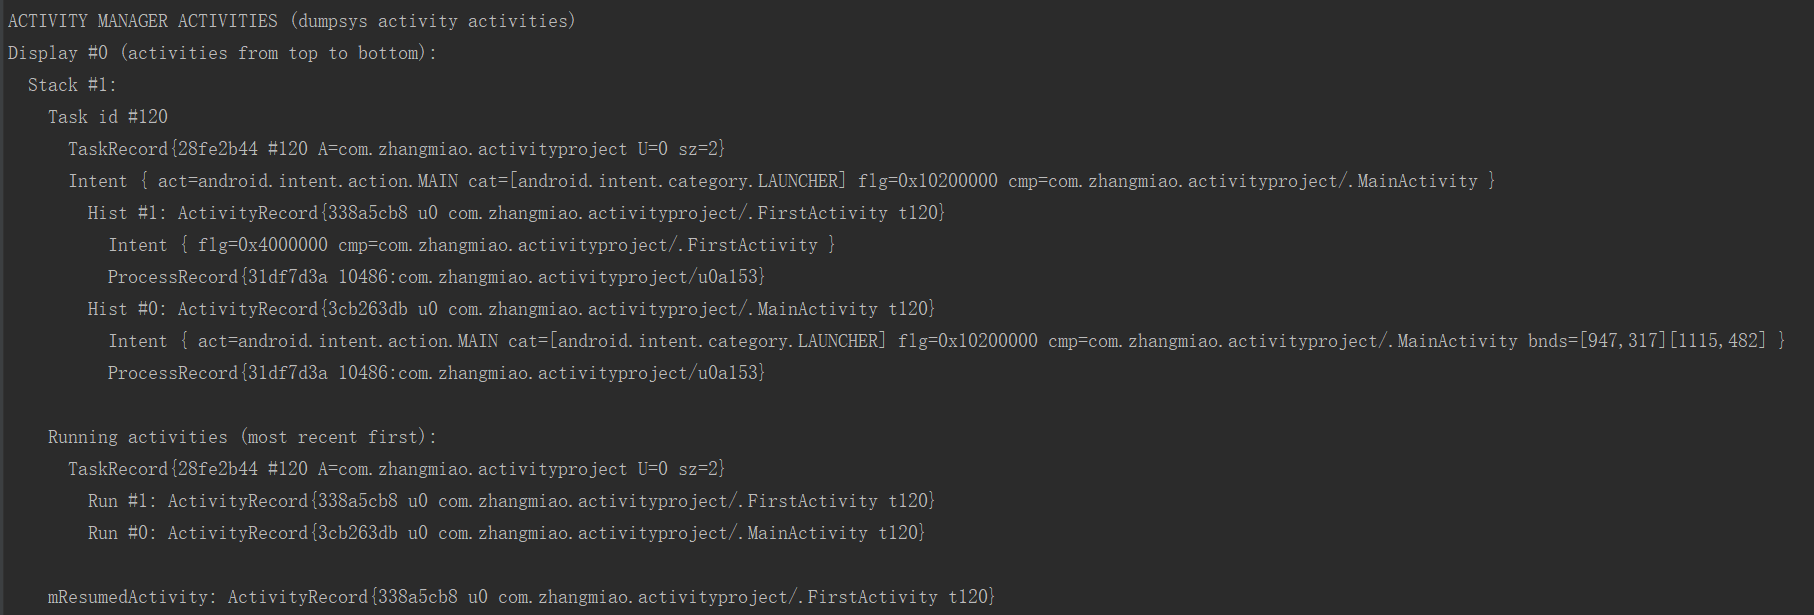 ACTIVITY MANAGER ACTIVITIES (dumpsys activity activities)
Display #0 (activities from top to bottom):
Stack #1:
Task id #120
TaskRecord{28fe2b44 #120 A=com.zhangmiao.activityproject U=0 sz=2}
Intent { act=android.intent.action.MAIN cat=[android.intent.category.LAUNCHER] flg=0x10200000 cmp=com.zhangmiao.activityproject/.MainActivity }
Hist #1: ActivityRecord{338a5cb8 u0 com.zhangmiao.activityproject/.FirstActivity t120}
Intent { flg=0x4000000 cmp=com.zhangmiao.activityproject/.FirstActivity }
ProcessRecord{31df7d3a 10486:com.zhangmiao.activityproject/u0a153}
Hist #0: ActivityRecord{3cb263db u0 com.zhangmiao.activityproject/.MainActivity t120}
Intent { act=android.intent.action.MAIN cat=[android.intent.category.LAUNCHER] flg=0x10200000 cmp=com.zhangmiao.activityproject/.MainActivity bnds=[947,317][1115,482] }
ProcessRecord{31df7d3a 10486:com.zhangmiao.activityproject/u0a153}
Running activities (most recent first):
TaskRecord{28fe2b44 #120 A=com.zhangmiao.activityproject U=0 sz=2}
Run #1: ActivityRecord{338a5cb8 u0 com.zhangmiao.activityproject/.FirstActivity t120}
Run #0: ActivityRecord{3cb263db u0 com.zhangmiao.activityproject/.MainActivity t120}
mResumedActivity: ActivityRecord{338a5cb8 u0 com.zhangmiao.activityproject/.FirstActivity t120}